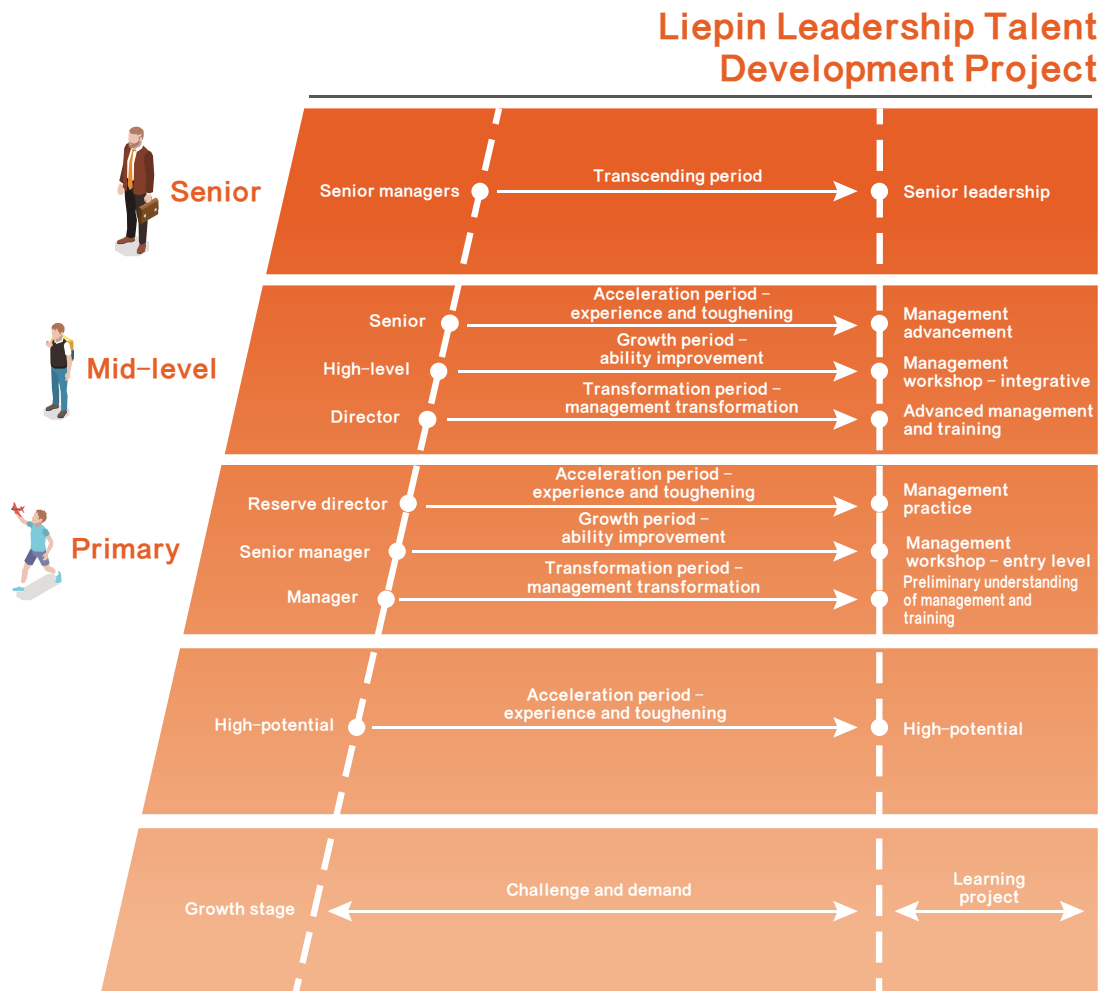 Liepin Leadership Talent
Development Project
Senior
Senior managers
Transcending period
Senior leadership
Mid-level
Senior
Acceleration period –
experience and toughening
Management
advancement
High-level
Growth period –
ability improvement
Management
workshop – integrative
Director
Transformation period –
management transformation
Advanced management
and training
Primary
Reserve director
Acceleration period –
experience and toughening
Management
practice
Senior manager
Growth period –
ability improvement
Management
workshop – entry level
Manager
Transformation period –
management transformation
Preliminary understanding
of management and
training
High-potential
Acceleration period –
experience and toughening
High-potential
Growth stage
Challenge and demand
Learning
project